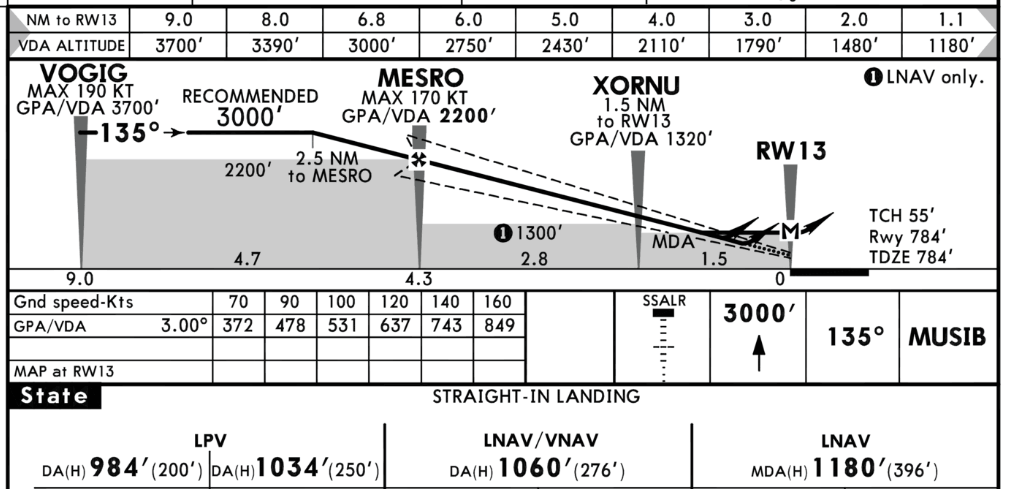 NM to RW13 9.0 8.0 6.8 6.0 5.0 4.0 3.0 2.0 1.1
VDA ALTITUDE 3700′ 3390′ 3000′ 2750′ 2430′ 2110′ 1790′ 1480′ 1180′
VOGIG
MAX 190 KT
GPA/VDA 3700′
135°
RECOMMENDED
3000′
2200′
2.5 NM
to MESRO
MESRO
MAX 170 KT
GPA/VDA 2200′
XORNU
1.5 NM
to RW13
GPA/VDA 1320′
1 LNAV only.
RW13
M
1 1300′
MDA
TCH 55′
Rwy 784′
TDZE 784′
4.7 2.8 1.5
9.0 4.3 0
Gnd speed-Kts 70 90 100 120 140 160
GPA/VDA 3.00° 372 478 531 637 743 849
MAP at RW13
SSALR
3000′
135°
MUSIB
State
STRAIGHT-IN LANDING
LPV LNAV/VNAV LNAV
DA(H) 984′(200′) DA(H) 1034′(250′) DA(H) 1060′(276′) MDA(H) 1180′(396′)